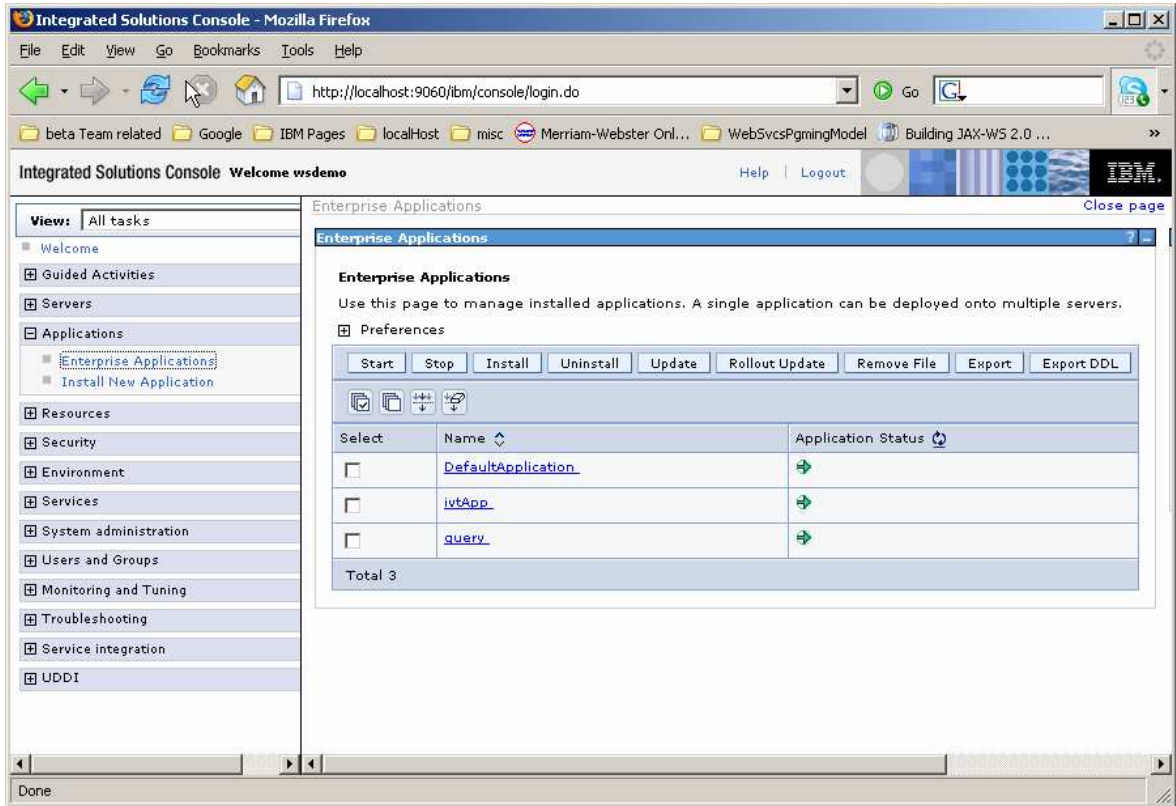 Integrated Solutions Console - Mozilla Firefox
File Edit View Go Bookmarks Tools Help
http://localhost:9060/ibm/console/login.do
Go
G
123
beta Team related Google IBM Pages localHost misc Merriam-Webster Onl... WebSvcsPgmingModel Building JAX-WS 2.0 ... »
Integrated Solutions Console Welcome wsdemo
Help | Logout
IBM.
View: All tasks
Welcome
Guided Activities
Servers
Applications
Enterprise Applications
Install New Application
Resources
Security
Environment
Services
System administration
Users and Groups
Monitoring and Tuning
Troubleshooting
Service integration
UDDI
Enterprise Applications
Close page
Enterprise Applications ?
Enterprise Applications
Use this page to manage installed applications. A single application can be deployed onto multiple servers.
Preferences
Start Stop Install Uninstall Update Rollout Update Remove File Export Export DDL
Select Name Application Status
DefaultApplication
ivtApp
query
Total 3
Done